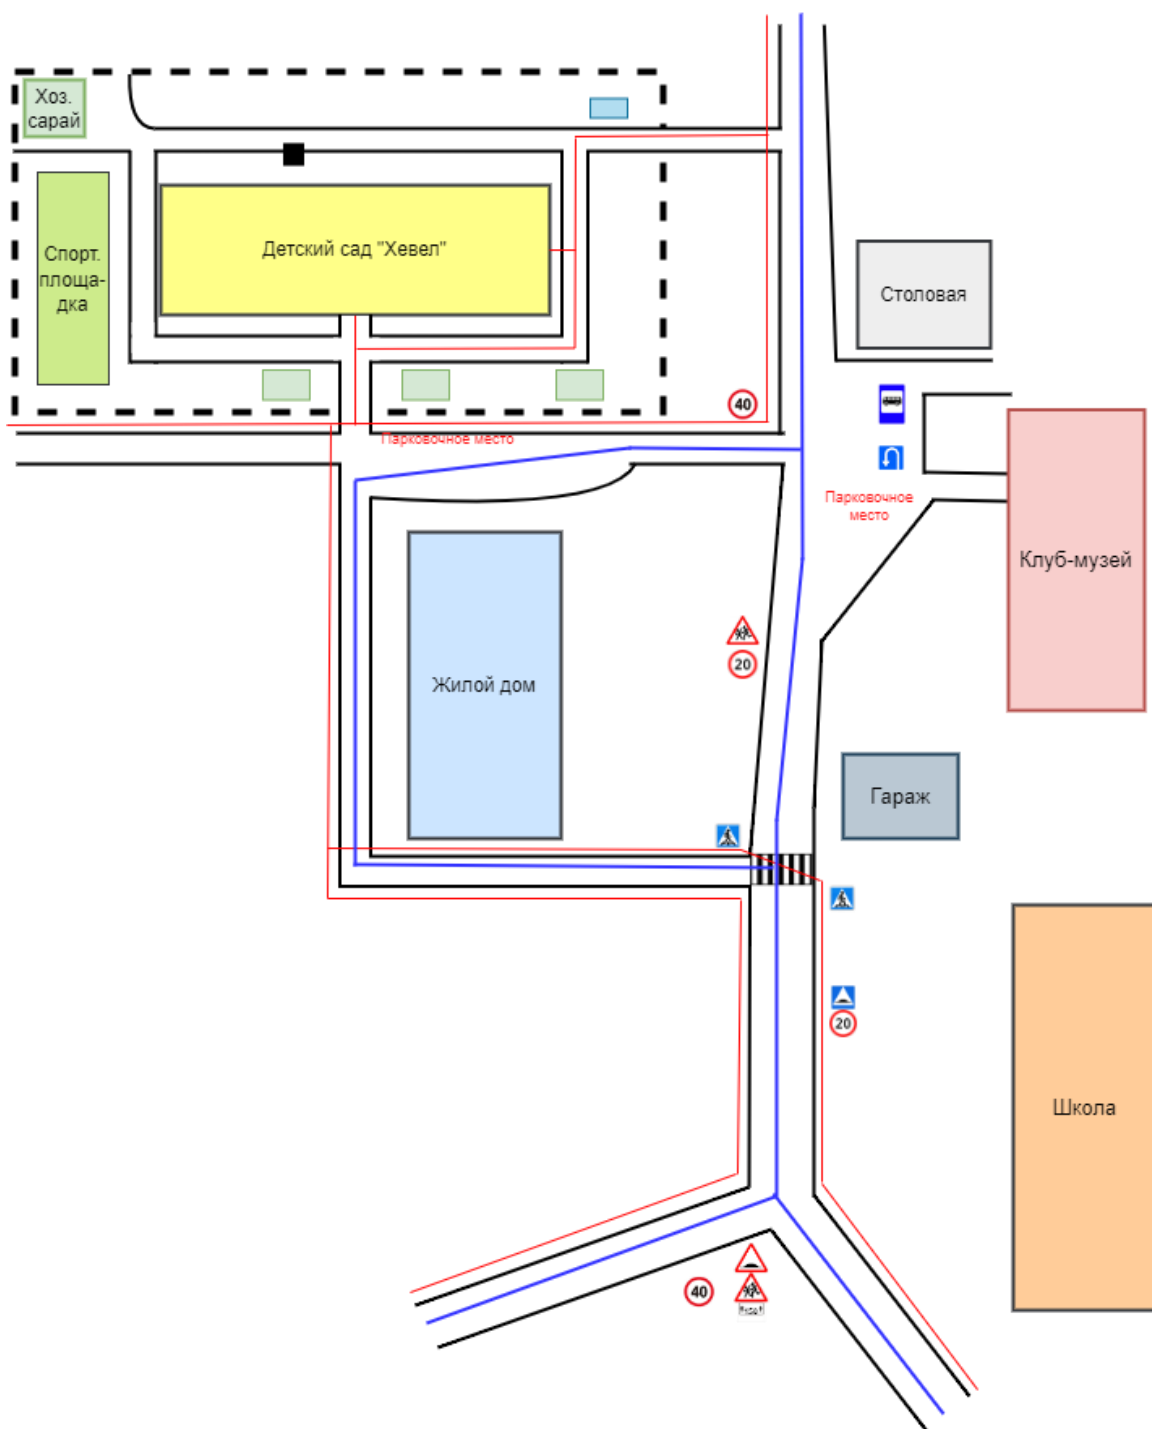 Хоз.
сарай
Спорт.
площа-
дка
Детский сад "Хевел"
Столовая
40
Парковочное место
Парковочное
место
Клуб-музей
20
Жилой дом
Гараж
20
Школа
40